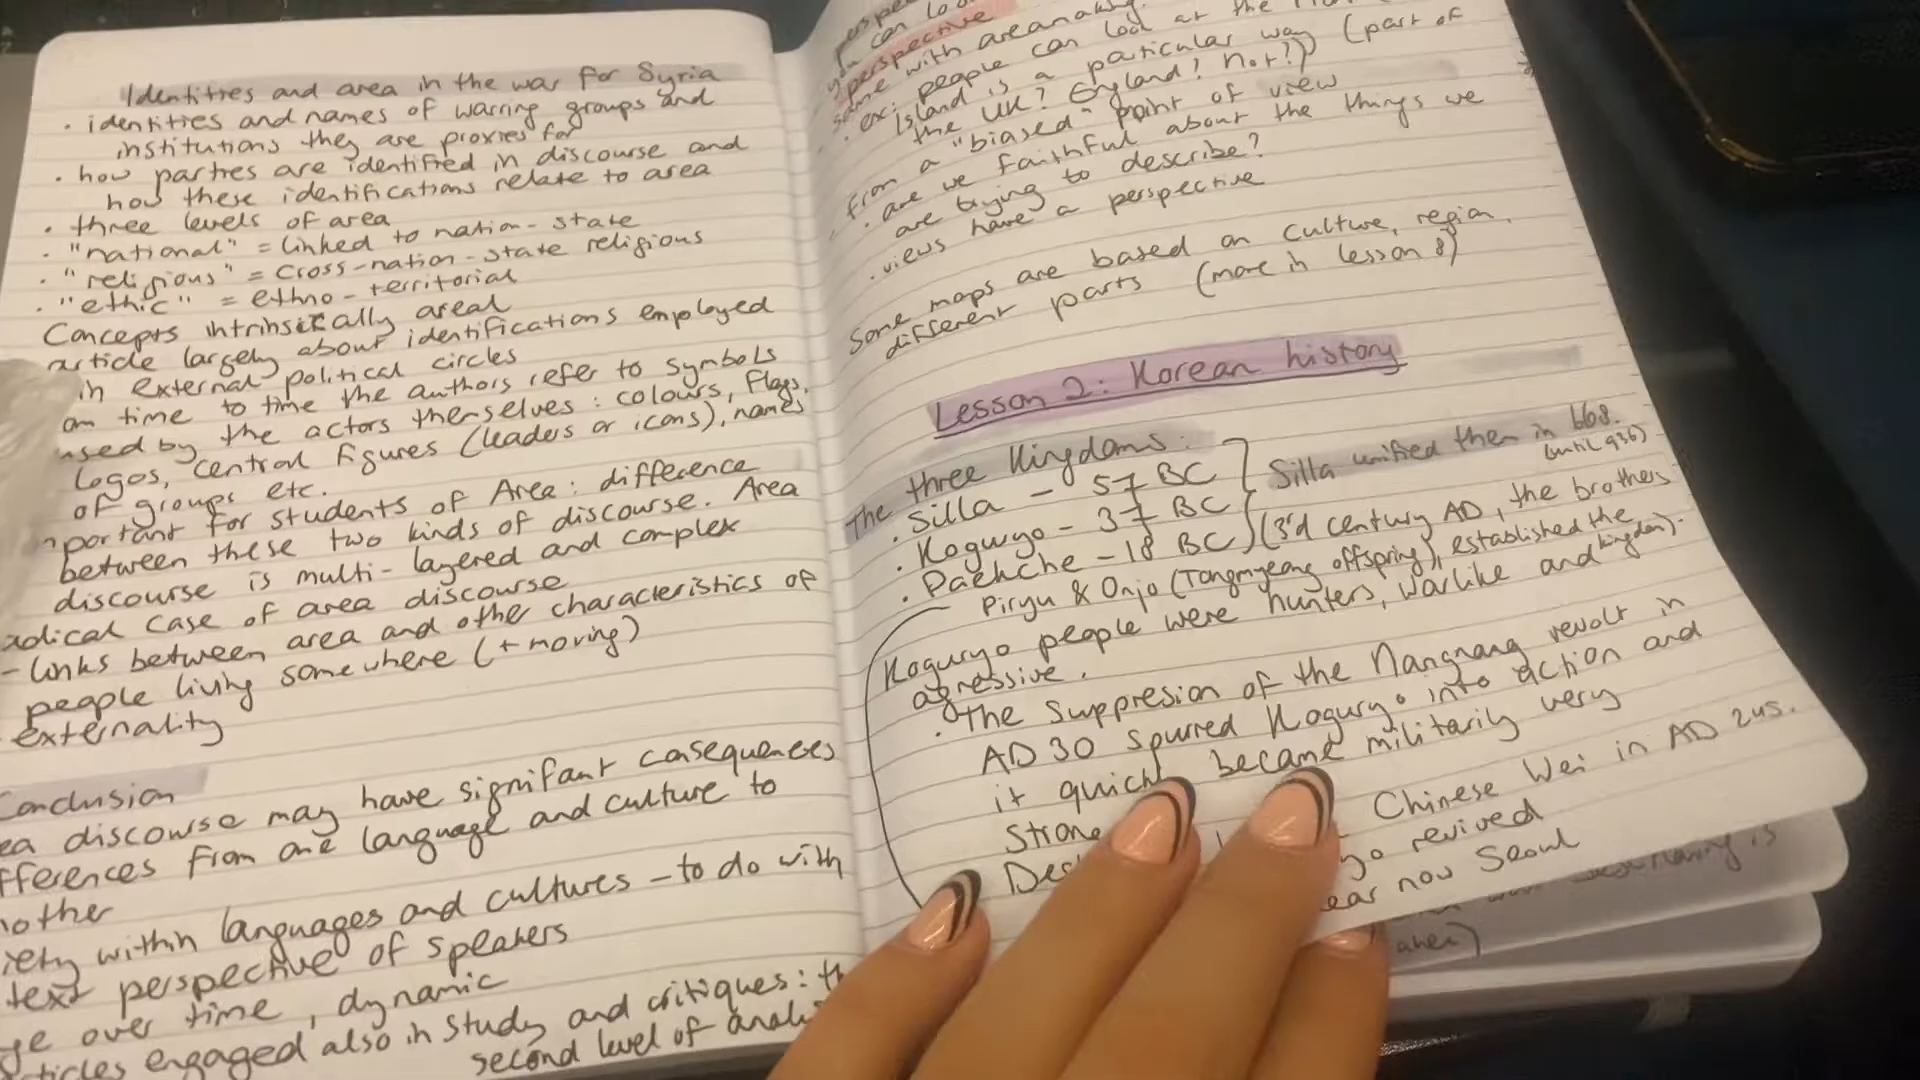 Identities and area in the war for Syria
· identities and names of warring groups and
institutions they are proxies for
· how parties are identified in discourse and
how these identifications relate to area
· three levels of area
· "national" = linked to nation-state
· "religious" = cross-nation-state religious
· "ethic" = ethno-territorial
Concepts intrinsically areal
article largely about identifications employed
in external political circles
time to time the authors refer to symbols
used by the actors themselves: colours, flags,
logos, central figures (leaders or icons), names
of groups etc.
for students of Area: difference
between these two kinds of discourse. Area
discourse is multi-layered and complex
case of area discourse
- links between area and other characteristics of
people living somewhere (+ moving)
externality
Conclusion
discourse may have signifant consequences
from one language and culture to
within languages and cultures - to do with
perspective of speakers
over time, dynamic
engaged also in study and critiques:
second level of
can
perspective
same with area
· ex: people can look at the
Island is a particular way (part of
the UK? England? Not?)
from a "biased" point of view
· are we faithful about the things we
are trying to describe?
· views have a perspective
Some maps are based on culture, region,
different parts (more in lesson 8)
Lesson 2: Korean history
The three kingdoms:
· Silla - 57 BC
· Koguryo - 37 BC
· Paekche - 18 BC
Silla unified them in 668.
(until 936)
(3rd century AD, the brothers
Piryu & Onjo (Tongmyeong offspring), established the
kingdom).
Koguryo people were hunters, warlike and
agressive.
· The suppresion of the Nangnang revolt in
AD 30 spurred Koguryo into action and
it became militarily very
Chinese Wei in AD 245.
revived
now Seoul